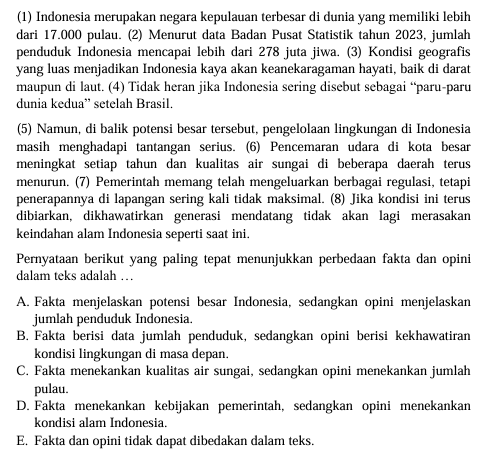 (1) Indonesia merupakan negara kepulauan terbesar di dunia yang memiliki lebih
dari 17.000 pulau. (2) Menurut data Badan Pusat Statistik tahun 2023, jumlah
penduduk Indonesia mencapai lebih dari 278 juta jiwa. (3) Kondisi geografis
yang luas menjadikan Indonesia kaya akan keanekaragaman hayati, baik di darat
maupun di laut. (4) Tidak heran jika Indonesia sering disebut sebagai “paru-paru
dunia kedua” setelah Brasil.
(5) Namun, di balik potensi besar tersebut, pengelolaan lingkungan di Indonesia
masih menghadapi tantangan serius. (6) Pencemaran udara di kota besar
meningkat setiap tahun dan kualitas air sungai di beberapa daerah terus
menurun. (7) Pemerintah memang telah mengeluarkan berbagai regulasi, tetapi
penerapannya di lapangan sering kali tidak maksimal. (8) Jika kondisi ini terus
dibiarkan, dikhawatirkan generasi mendatang tidak akan lagi merasakan
keindahan alam Indonesia seperti saat ini.
Pernyataan berikut yang paling tepat menunjukkan perbedaan fakta dan opini
dalam teks adalah …
A. Fakta menjelaskan potensi besar Indonesia, sedangkan opini menjelaskan
jumlah penduduk Indonesia.
B. Fakta berisi data jumlah penduduk, sedangkan opini berisi kekhawatiran
kondisi lingkungan di masa depan.
C. Fakta menekankan kualitas air sungai, sedangkan opini menekankan jumlah
pulau.
D. Fakta menekankan kebijakan pemerintah, sedangkan opini menekankan
kondisi alam Indonesia.
E. Fakta dan opini tidak dapat dibedakan dalam teks.